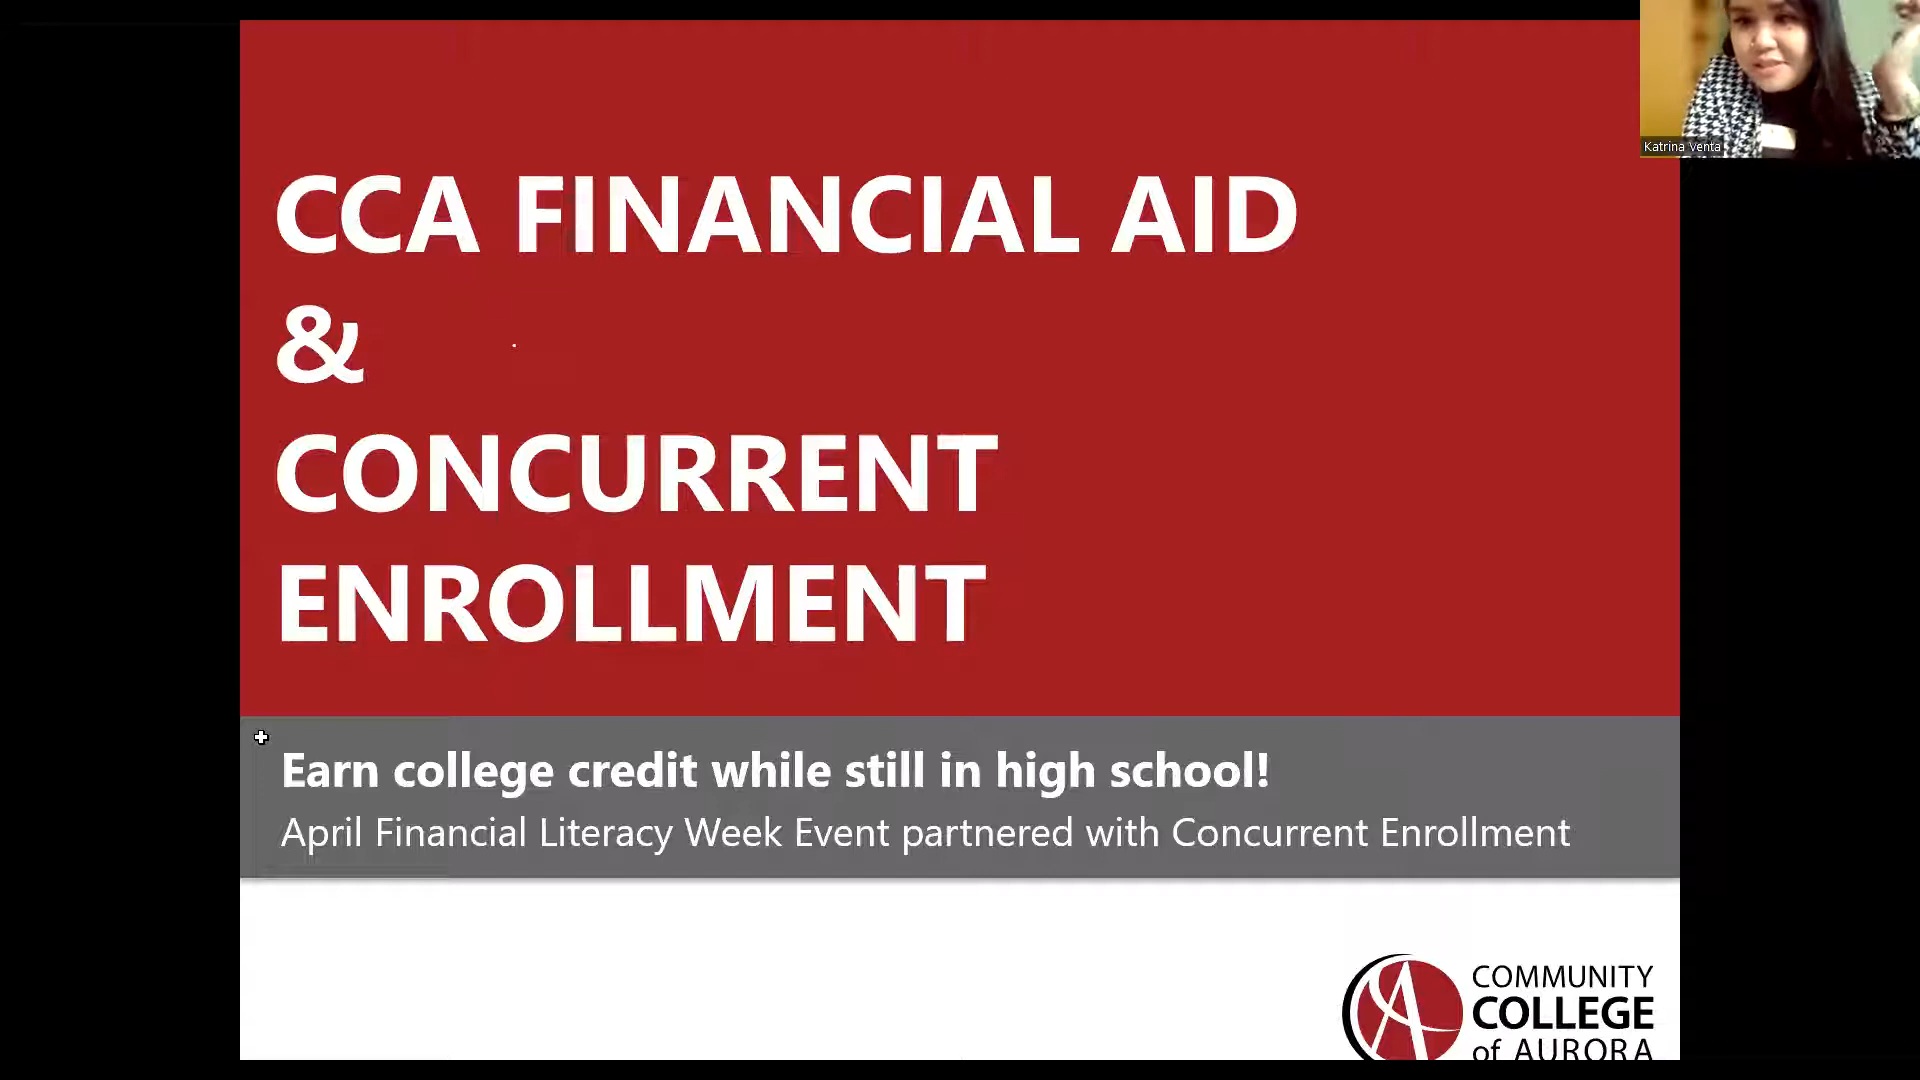 Katrina Venta
CCA FINANCIAL AID
&
CONCURRENT
ENROLLMENT
Earn college credit while still in high school!
April Financial Literacy Week Event partnered with Concurrent Enrollment
COMMUNITY
COLLEGE
of AURORA